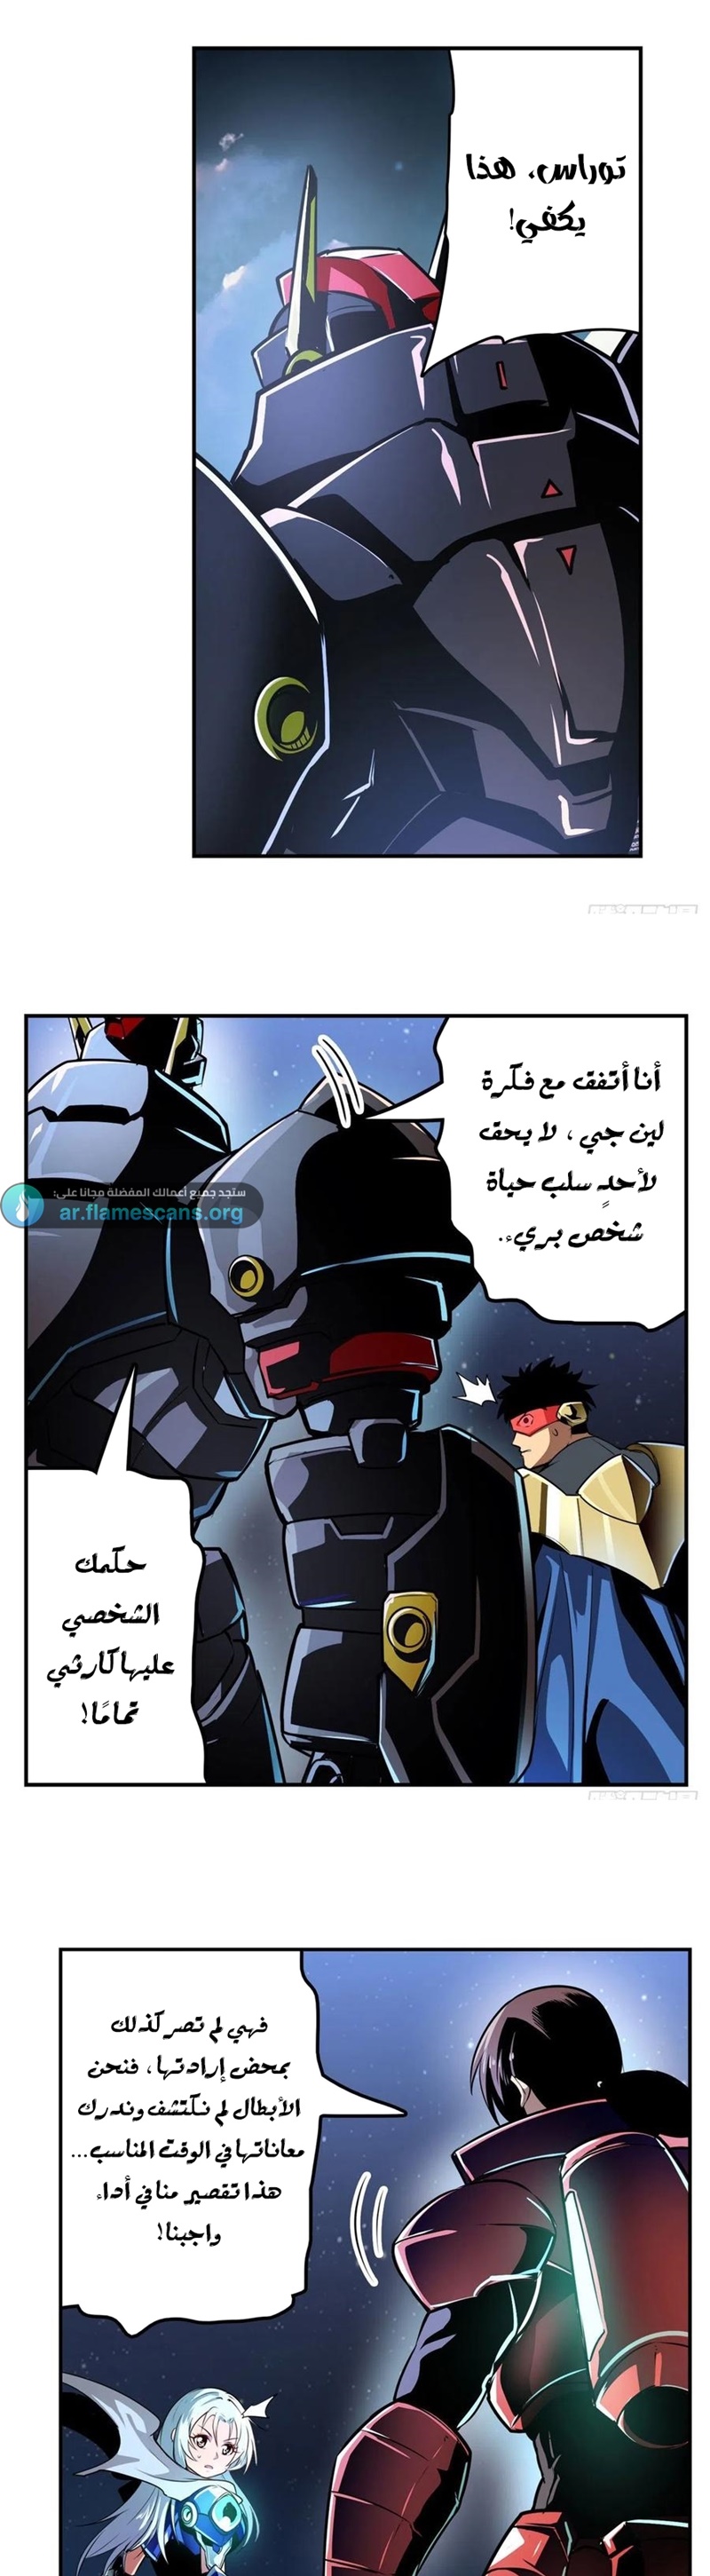 توراس، هذا
يكفي!
أنا أتفق مع فكرة
لين جي، لا يحق
لأحدٍ سلب حياة
شخص بريء.
ستجد جميع أعمالك المفضلة مجانا على:
ar.flamescans.org
حكمك
الشخصي
عليها كارثي
تمامًا!
فهي لم تصر كذلك
بمحض إرادتها، فنحن
الأبطال لم نكتشف وندرك
معاناتها في الوقت المناسب...
هذا تقصير منا في أداء
واجبنا!